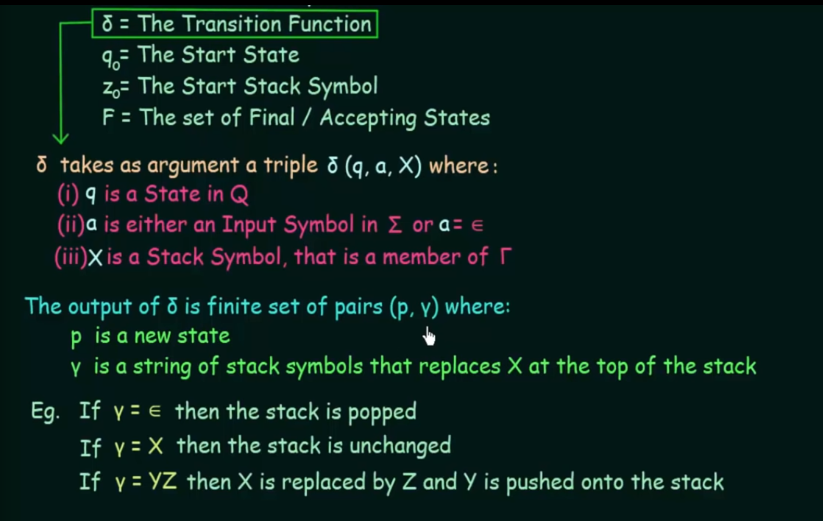 δ = The Transition Function
q₀= The Start State
z₀= The Start Stack Symbol
F = The set of Final / Accepting States
δ takes as argument a triple δ (q, a, X) where:
(i) q is a State in Q
(ii) a is either an Input Symbol in Σ or a= ∈
(iii) X is a Stack Symbol, that is a member of Γ
The output of δ is finite set of pairs (p, γ) where:
p is a new state
γ is a string of stack symbols that replaces X at the top of the stack
Eg. If γ = ∈ then the stack is popped
If γ = X then the stack is unchanged
If γ = YZ then X is replaced by Z and Y is pushed onto the stack